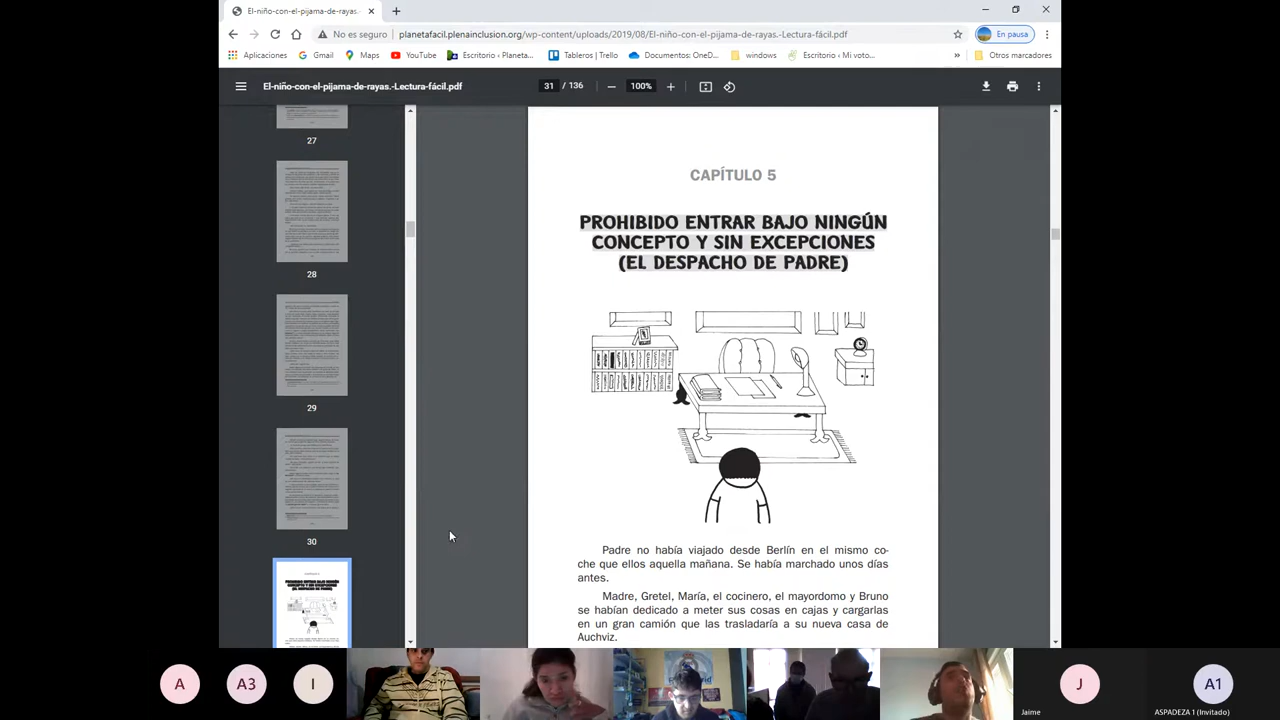 El-niño-con-el-pijama-de-rayas.-
No es seguro
planetafacil.plenainclusion.org/wp-content/uploads/2019/08/El-niño-con-el-pijama-de-rayas.-Lectura-fácil.pdf
En pausa
Aplicaciones
Gmail
Maps
YouTube
Escritorio < Planeta...
Tableros | Trello
Documentos: OneD...
windows
Escritorio ‹ Mi voto...
»
Otros marcadores
El-niño-con-el-pijama-de-rayas.-Lectura-fácil.pdf
31 / 136
100%
27
28
29
30
CAPÍTULO 5
PROHIBIDO ENTRAR BAJO NINGÚN
CONCEPTO Y SIN EXCEPCIONES
(EL DESPACHO DE PADRE)
Padre no había viajado desde Berlín en el mismo co-
che que ellos aquella mañana. Se había marchado unos días
antes.
Madre, Gretel, María, el cocinero, el mayordomo y Bruno
se habían dedicado a meter sus cosas en cajas y cargarlas
en un gran camión que las trasladaría a su nueva casa de
Auchviz.
A
A3
I
J
Jaime
A1
ASPADEZA 1 (Invitado)